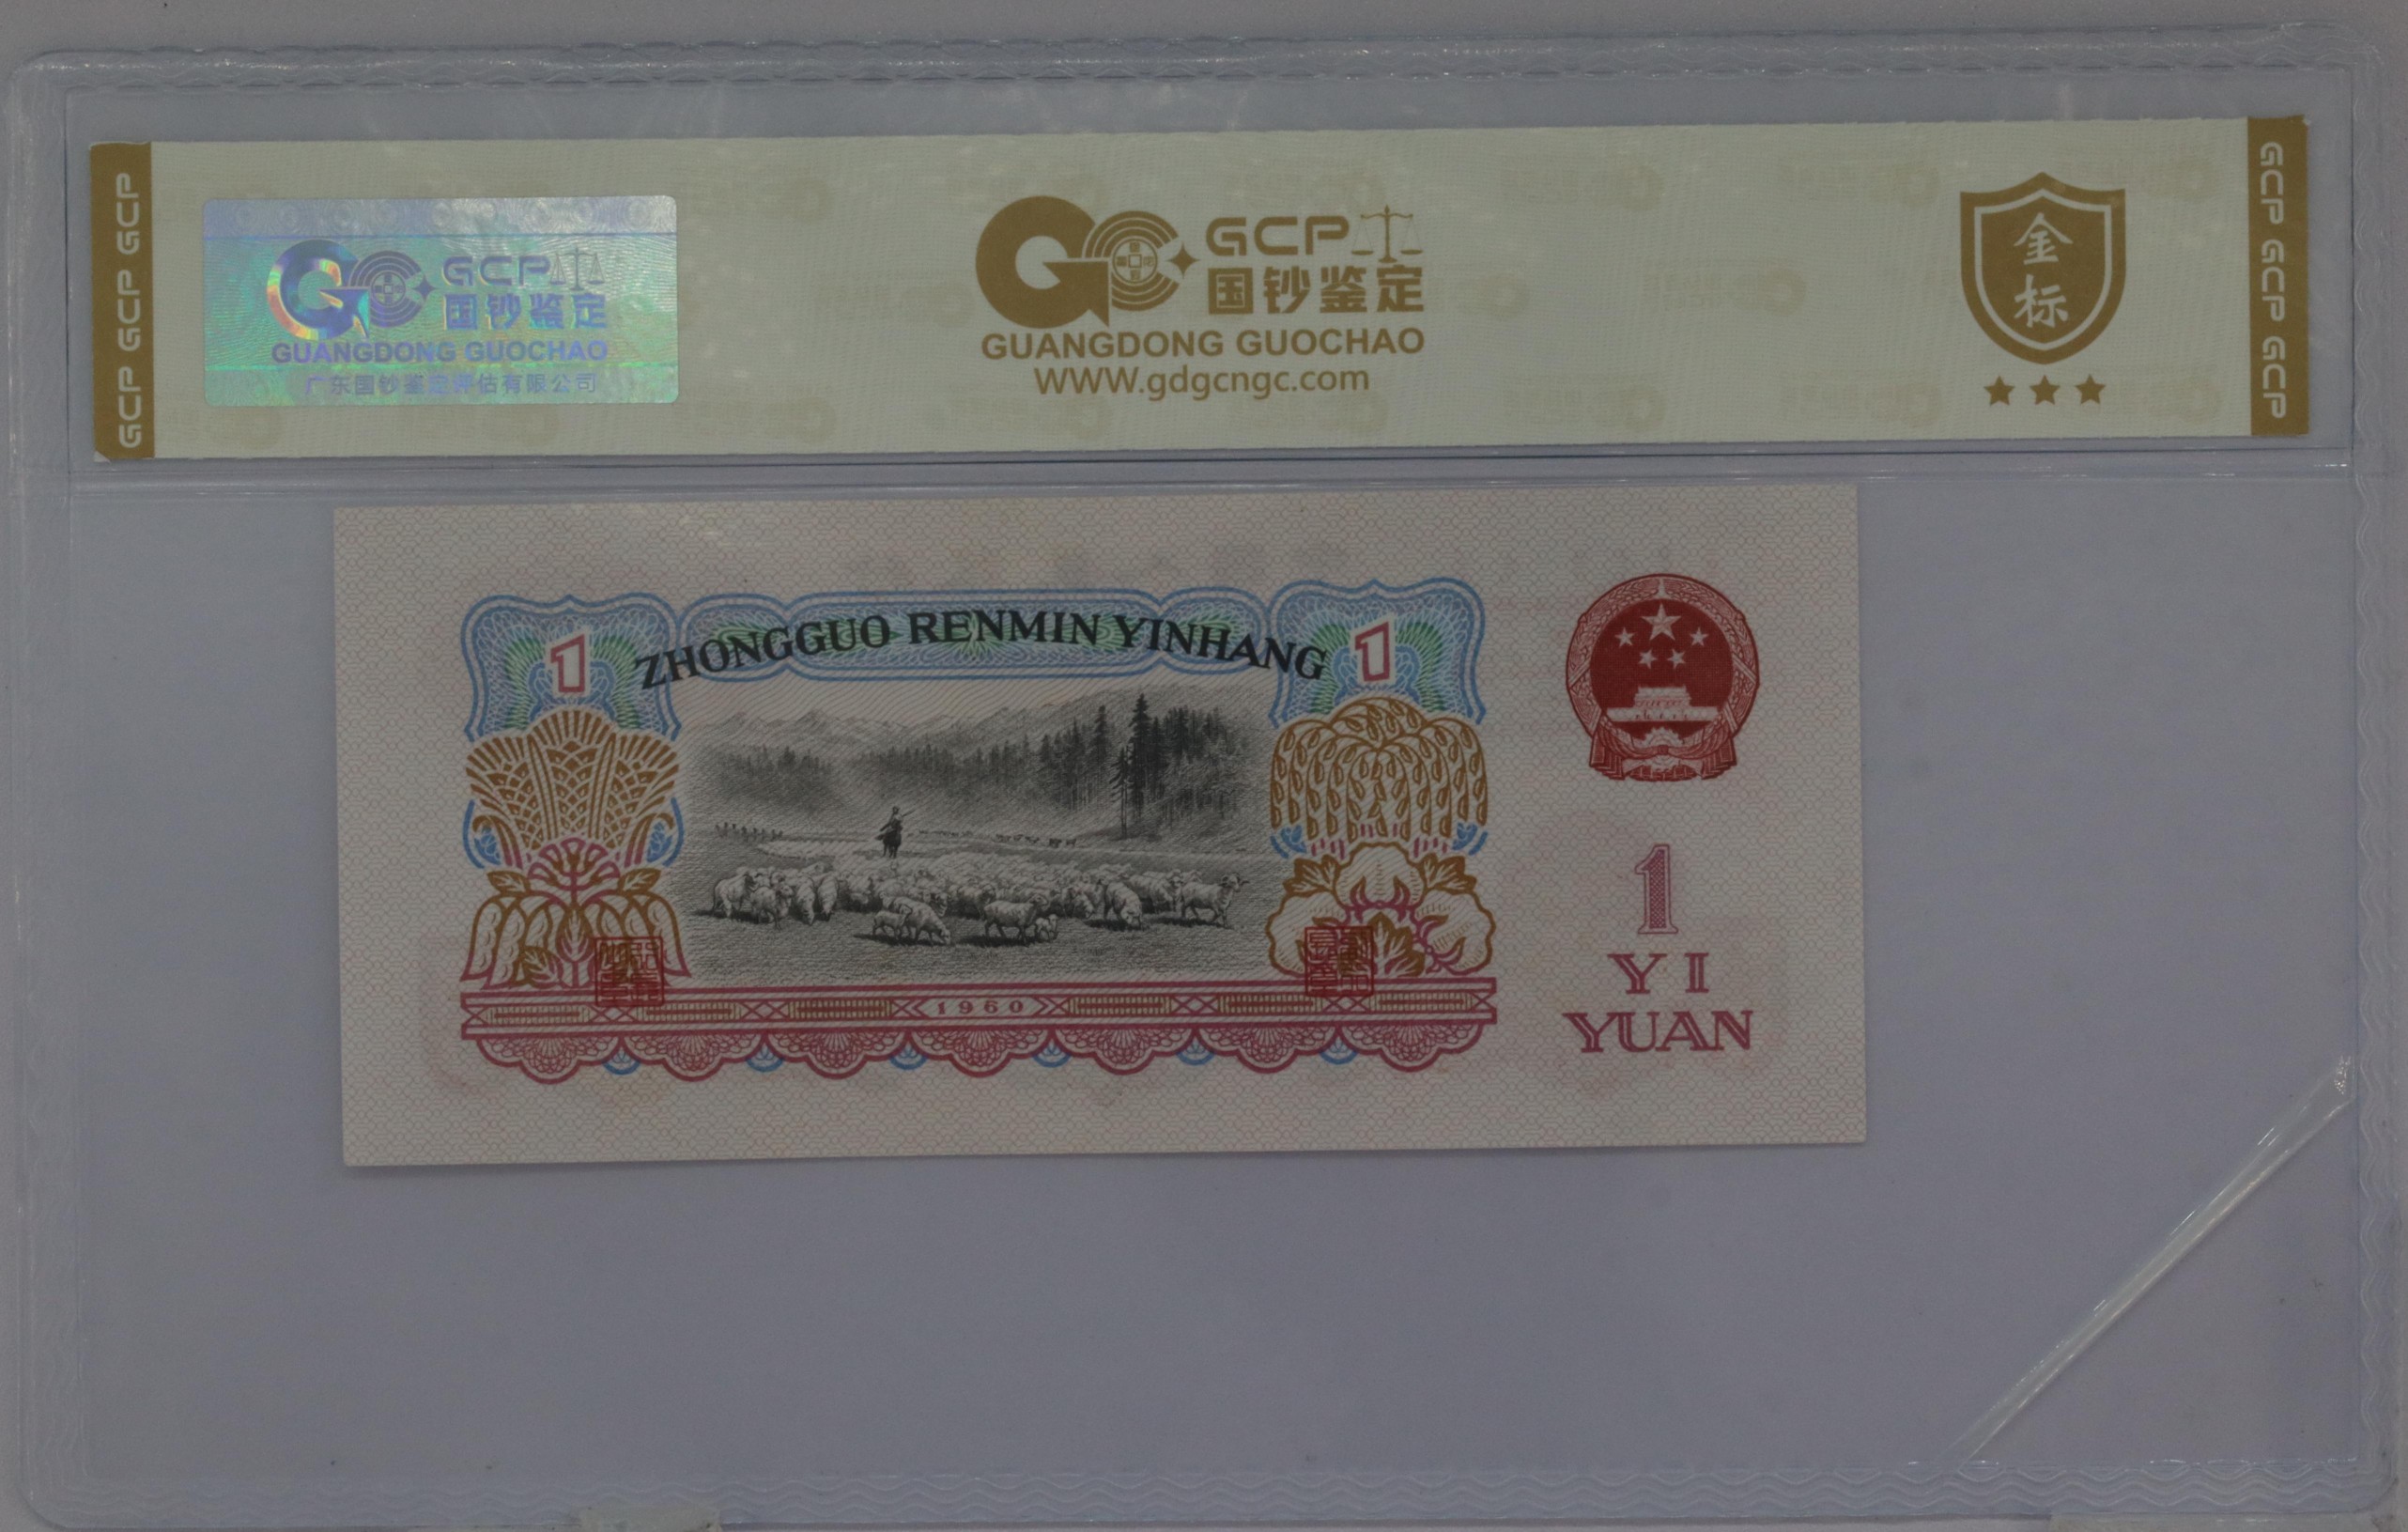 GCP GCP GCP GCP
GCP
国钞鉴定
GUANGDONG GUOCHAO
广东国钞鉴定评估有限公司
GCP
国钞鉴定
GUANGDONG GUOCHAO
WWW.gdgcngc.com
金
标
GCP GCP GCP
ZHONGGUO RENMIN YINHANG
1
1
1960
1
YI
YUAN